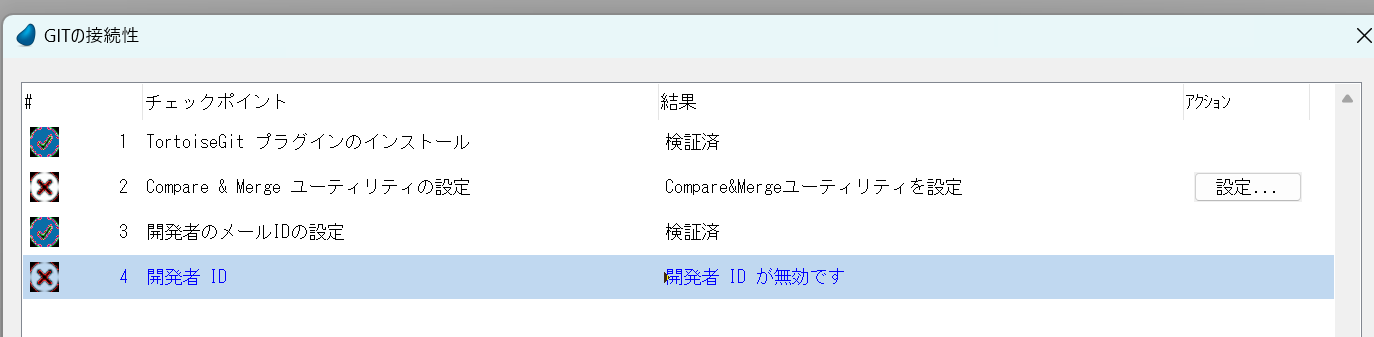 GITの接続性
# チェックポイント 結果 ｱｸｼｮﾝ
1 TortoiseGit プラグインのインストール 検証済
2 Compare & Merge ユーティリティの設定 Compare&Mergeユーティリティを設定 設定...
3 開発者のメールIDの設定 検証済
4 開発者 ID 開発者 ID が無効です